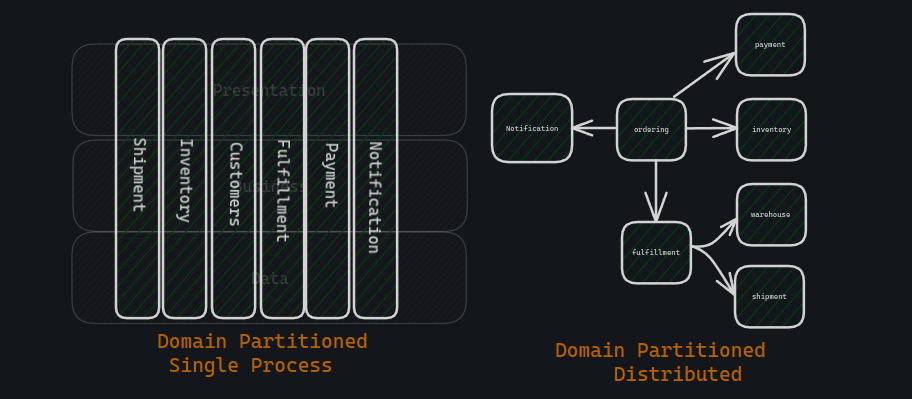 Presentation
Business
Data
Shipment
Inventory
Customers
Fulfillment
Payment
Notification
Domain Partitioned
Single Process
payment
Notification
ordering
inventory
warehouse
fulfillment
shipment
Domain Partitioned
Distributed